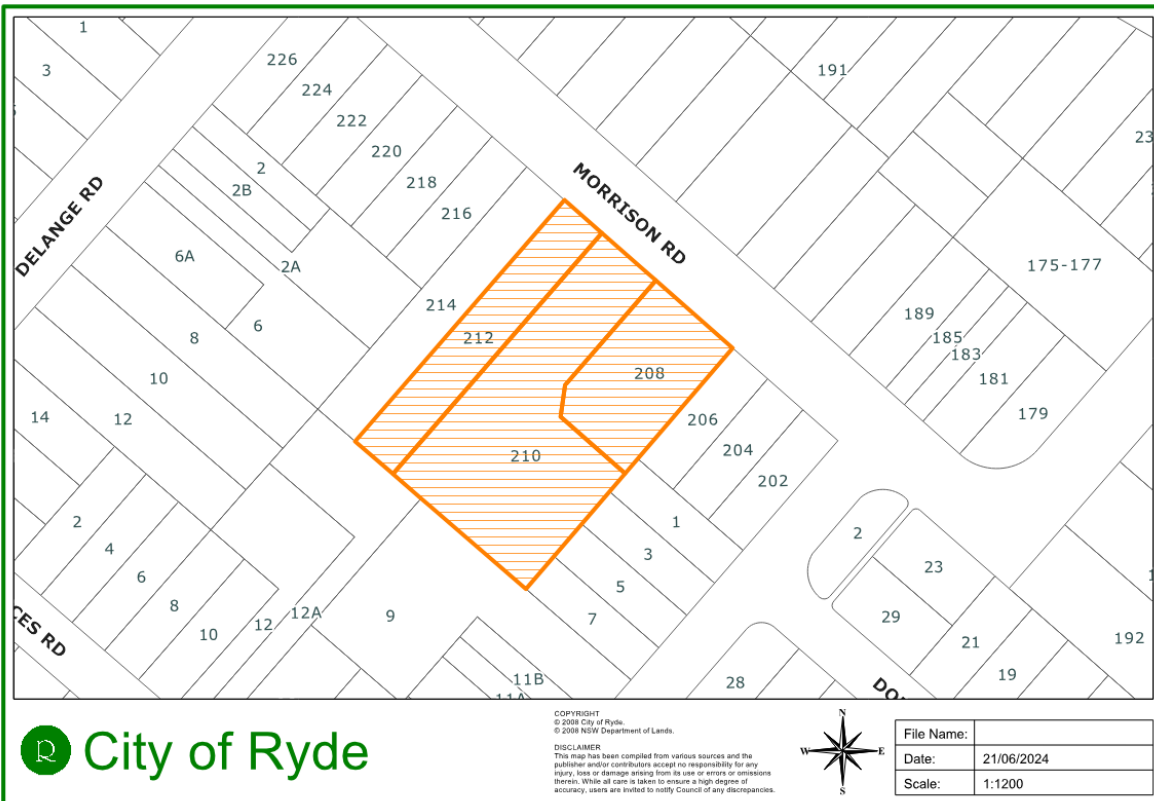 1
3
226
224
222
220
218
216
2
2B
2A
6A
6
8
10
12
14
DELANGE RD
MORRISON RD
191
23
175-177
189
185
183
181
179
214
212
208
210
206
204
202
1
3
5
7
2
4
6
8
10
12
12A
9
11B
11A
2
23
29
21
19
192
28
CES RD
City of Ryde
COPYRIGHT
© 2008 City of Ryde.
© 2008 NSW Department of Lands.
DISCLAIMER
This map has been compiled from various sources and the
publisher and/or contributors accept no responsibility for any
injury, loss or damage arising from its use or errors or omissions
therein. While all care is taken to ensure a high degree of
accuracy, users are invited to notify Council of any discrepancies.
N
W
E
S
File Name:
Date: 21/06/2024
Scale: 1:1200